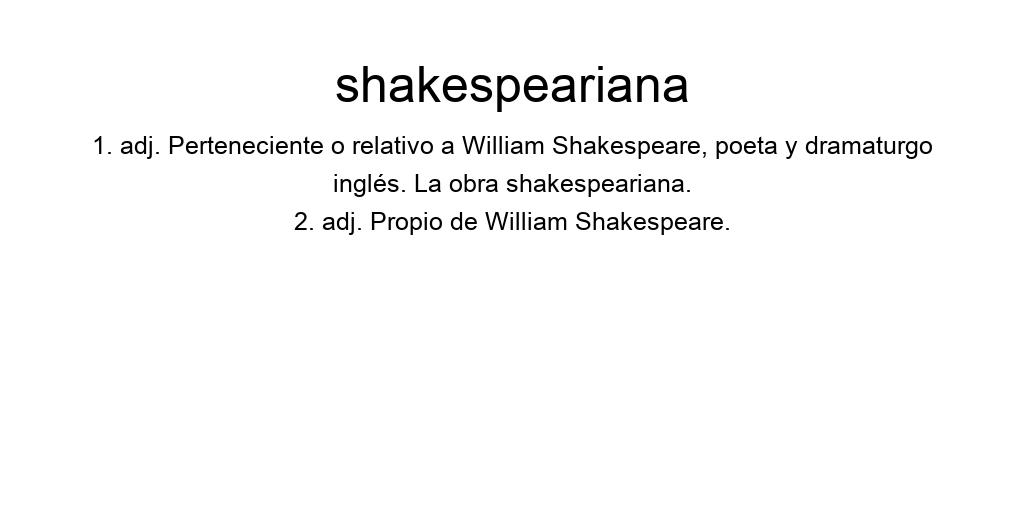 shakespeariana
1. adj. Perteneciente o relativo a William Shakespeare, poeta y dramaturgo
inglés. La obra shakespeariana.
2. adj. Propio de William Shakespeare.